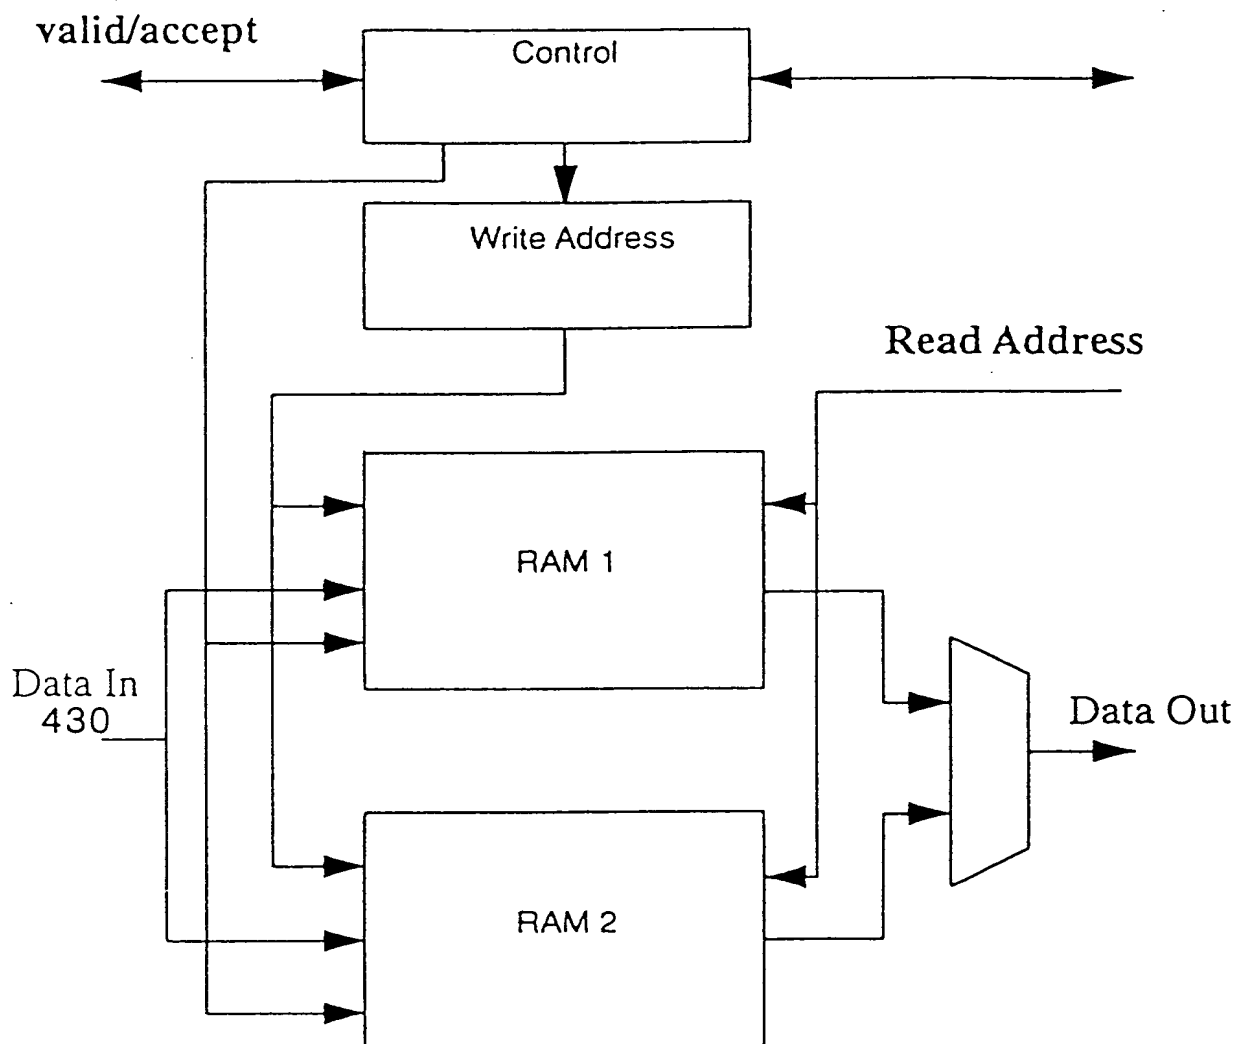 valid/accept
Control
Write Address
Read Address
RAM 1
Data In
430
Data Out
RAM 2